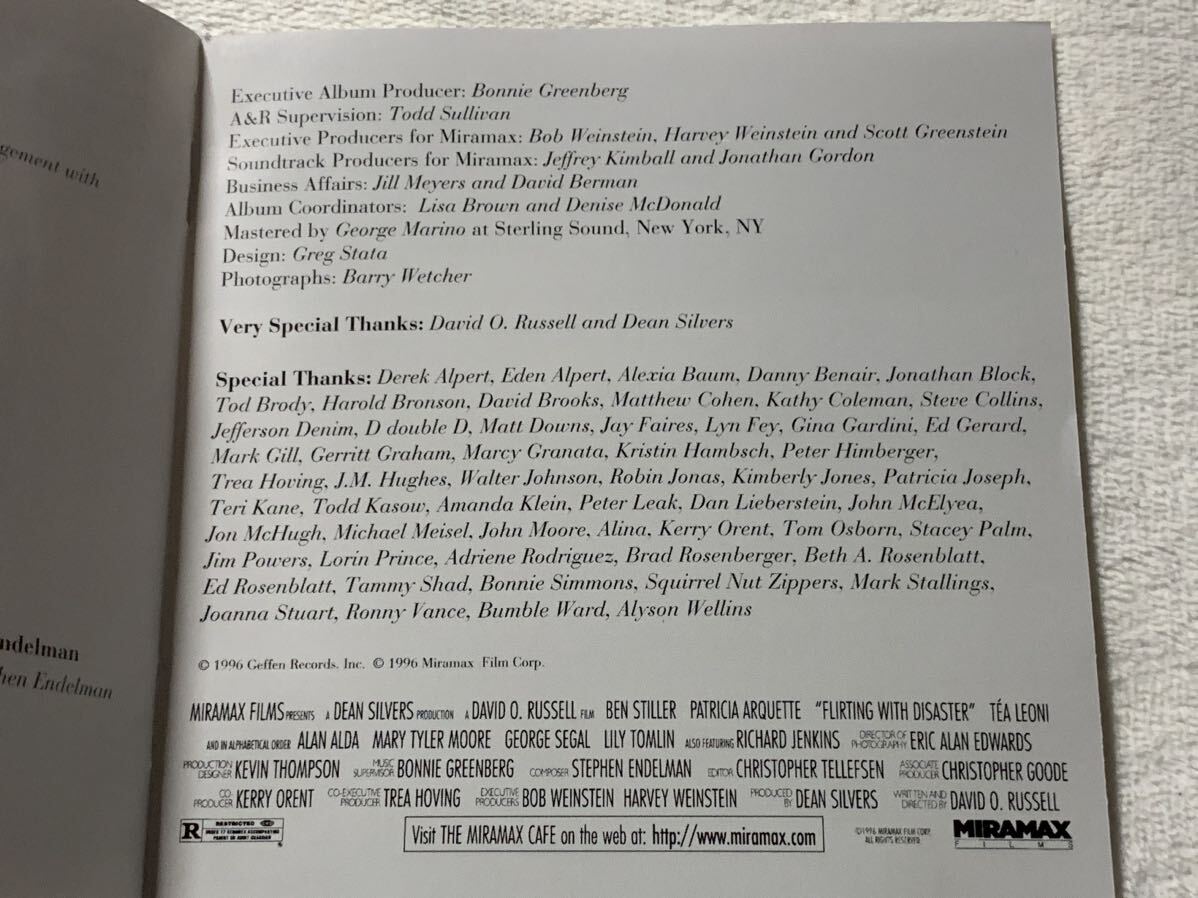 gement with
ndelman
hen Endelman
Executive Album Producer: Bonnie Greenberg
A&R Supervision: Todd Sullivan
Executive Producers for Miramax: Bob Weinstein, Harvey Weinstein and Scott Greenstein
Soundtrack Producers for Miramax: Jeffrey Kimball and Jonathan Gordon
Business Affairs: Jill Meyers and David Berman
Album Coordinators: Lisa Brown and Denise McDonald
Mastered by George Marino at Sterling Sound, New York, NY
Design: Greg Stata
Photographs: Barry Wetcher
Very Special Thanks: David O. Russell and Dean Silvers
Special Thanks: Derek Alpert, Eden Alpert, Alexia Baum, Danny Benair, Jonathan Block,
Tod Brody, Harold Bronson, David Brooks, Matthew Cohen, Kathy Coleman, Steve Collins,
Jefferson Denim, D double D, Matt Downs, Jay Faires, Lyn Fey, Gina Gardini, Ed Gerard,
Mark Gill, Gerritt Graham, Marcy Granata, Kristin Hambsch, Peter Himberger,
Trea Hoving, J.M. Hughes, Walter Johnson, Robin Jonas, Kimberly Jones, Patricia Joseph,
Teri Kane, Todd Kasow, Amanda Klein, Peter Leak, Dan Lieberstein, John McElyea,
Jon McHugh, Michael Meisel, John Moore, Alina, Kerry Orent, Tom Osborn, Stacey Palm,
Jim Powers, Lorin Prince, Adriene Rodriguez, Brad Rosenberger, Beth A. Rosenblatt,
Ed Rosenblatt, Tammy Shad, Bonnie Simmons, Squirrel Nut Zippers, Mark Stallings,
Joanna Stuart, Ronny Vance, Bumble Ward, Alyson Wellins
© 1996 Geffen Records, Inc. © 1996 Miramax Film Corp.
MIRAMAX FILMS PRESENTS A DEAN SILVERS PRODUCTION A DAVID O. RUSSELL FILM BEN STILLER PATRICIA ARQUETTE "FLIRTING WITH DISASTER" TÉA LEONI
AND IN ALPHABETICAL ORDER ALAN ALDA MARY TYLER MOORE GEORGE SEGAL LILY TOMLIN ALSO FEATURING RICHARD JENKINS DIRECTOR OF PHOTOGRAPHY ERIC ALAN EDWARDS
PRODUCTION DESIGNER KEVIN THOMPSON MUSIC SUPERVISOR BONNIE GREENBERG COMPOSER STEPHEN ENDELMAN EDITOR CHRISTOPHER TELLEFSEN ASSOCIATE PRODUCER CHRISTOPHER GOODE
CO-PRODUCER KERRY ORENT CO-EXECUTIVE PRODUCER TREA HOVING EXECUTIVE PRODUCERS BOB WEINSTEIN HARVEY WEINSTEIN PRODUCED BY DEAN SILVERS WRITTEN AND DIRECTED BY DAVID O. RUSSELL
R RESTRICTED
UNDER 17 REQUIRES ACCOMPANYING
PARENT OR ADULT GUARDIAN
Visit THE MIRAMAX CAFE on the web at: http://www.miramax.com
©1996 MIRAMAX FILM CORP.
ALL RIGHTS RESERVED.
MIRAMAX
FILMS